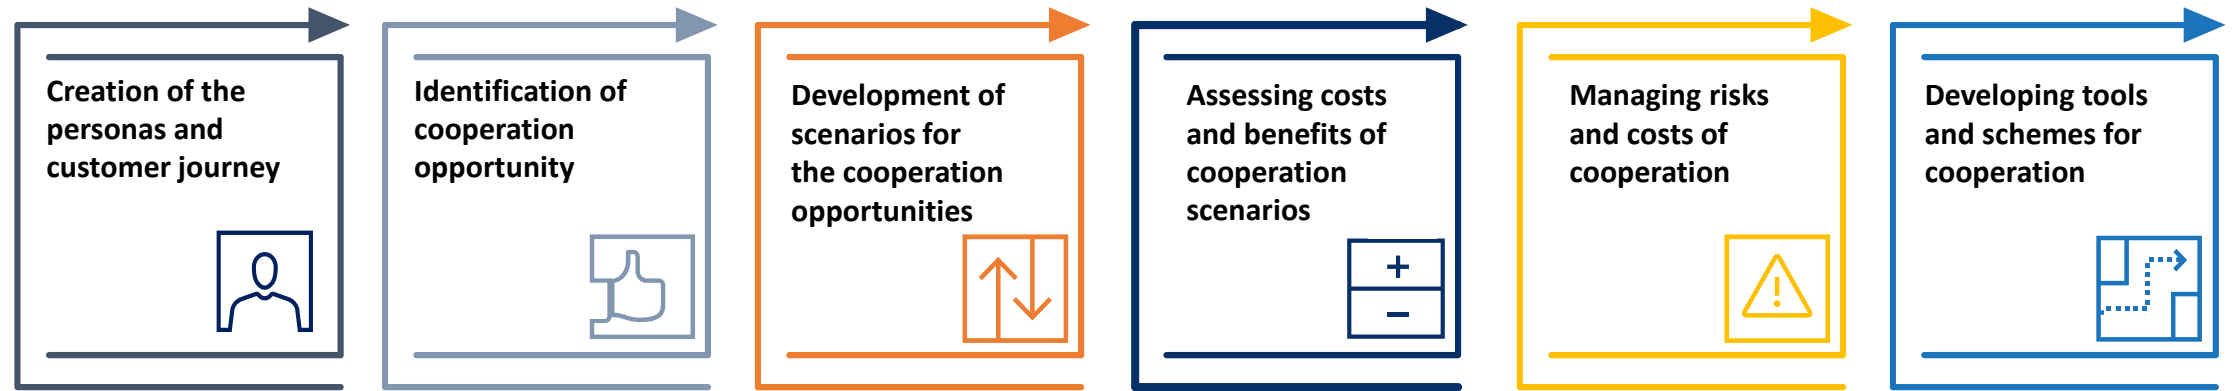 Creation of the
personas and
customer journey
Identification of
cooperation
opportunity
Development of
scenarios for
the cooperation
opportunities
Assessing costs
and benefits of
cooperation
scenarios
Managing risks
and costs of
cooperation
Developing tools
and schemes for
cooperation